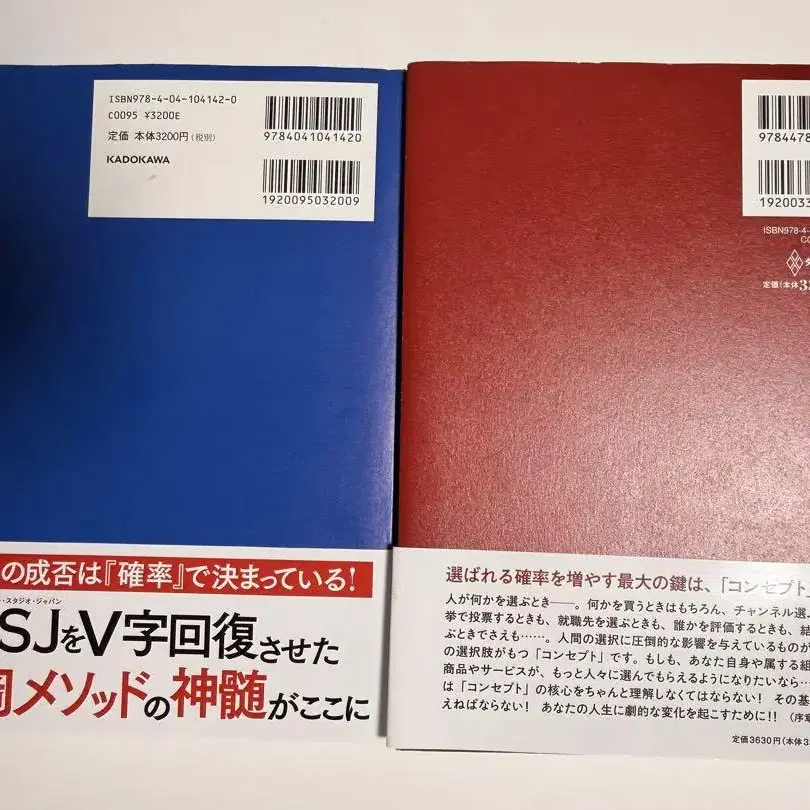 ISBN978-4-04-104142-0
C0095 ¥3200E
定価 本体3200円(税別)
KADOKAWA
9784041041420
1920095032009
の成否は『確率』で決まっている!
・スタジオ・ジャパン
SJをV字回復させた
メソッドの神髄がここに
9784478
192003
ISBN978-4-
定価(本体3
選ばれる確率を増やす最大の鍵は、「コンセプト」
人が何かを選ぶとき――。何かを買うときはもちろん、チャンネル選
挙で投票するときも、就職先を選ぶときも、誰かを評価するときも、結
ぶときでさえも……。人間の選択に圧倒的な影響を与えているものが
の選択肢がもつ「コンセプト」です。もしも、あなた自身や属する組
商品やサービスが、もっと人々に選んでもらえるようになりたいなら…
は「コンセプト」の核心をちゃんと理解しなくてはならない! その基
えねばならない! あなたの人生に劇的な変化を起こすために!! (序章
定価3630円(本体33